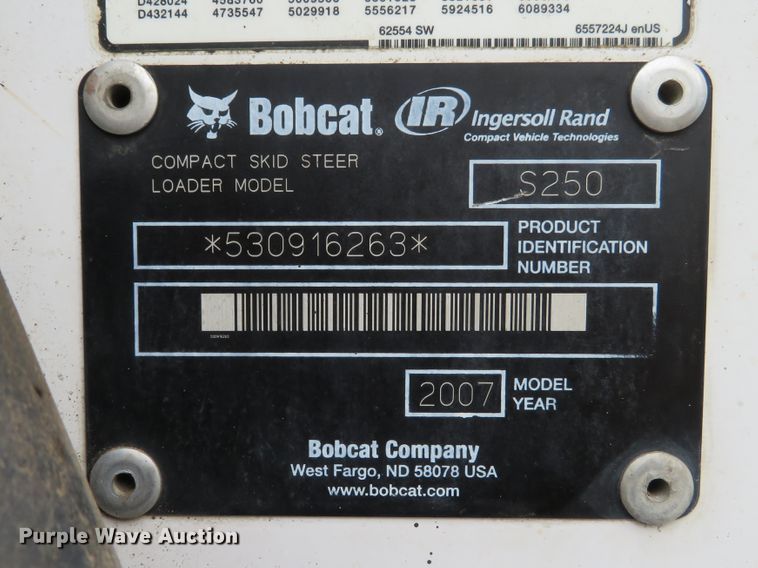 D432144 4735547 5029918 5556217 5924516 6089334
62554 SW 6557224J enUS
Bobcat® IR Ingersoll Rand
Compact Vehicle Technologies
COMPACT SKID STEER
LOADER MODEL
S250
*530916263*
PRODUCT
IDENTIFICATION
NUMBER
2007
MODEL
YEAR
Bobcat Company
West Fargo, ND 58078 USA
www.bobcat.com
Purple Wave Auction